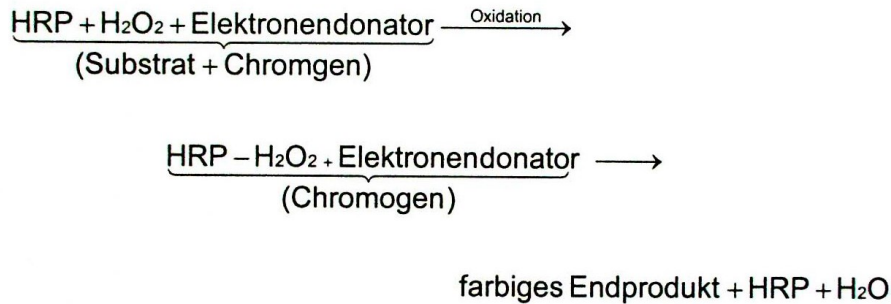 Oxidation
HRP + H₂O₂ + Elektronendonator ⟶
(Substrat + Chromgen)
HRP – H₂O₂ + Elektronendonator ⟶
(Chromogen)
farbiges Endprodukt + HRP + H₂O